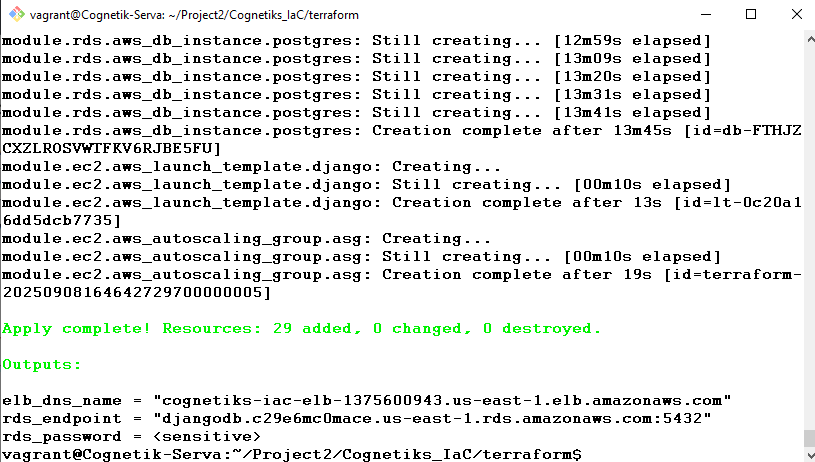 vagrant@Cognetik-Serva: ~/Project2/Cognetiks_IaC/terraform
module.rds.aws_db_instance.postgres: Still creating... [12m59s elapsed]
module.rds.aws_db_instance.postgres: Still creating... [13m09s elapsed]
module.rds.aws_db_instance.postgres: Still creating... [13m20s elapsed]
module.rds.aws_db_instance.postgres: Still creating... [13m31s elapsed]
module.rds.aws_db_instance.postgres: Still creating... [13m41s elapsed]
module.rds.aws_db_instance.postgres: Creation complete after 13m45s [id=db-FTHJZ
CXZLROSVWTFKV6RJBE5FU]
module.ec2.aws_launch_template.django: Creating...
module.ec2.aws_launch_template.django: Still creating... [00m10s elapsed]
module.ec2.aws_launch_template.django: Creation complete after 13s [id=lt-0c20a1
6dd5dcb7735]
module.ec2.aws_autoscaling_group.asg: Creating...
module.ec2.aws_autoscaling_group.asg: Still creating... [00m10s elapsed]
module.ec2.aws_autoscaling_group.asg: Creation complete after 19s [id=terraform-
20250908164642729700000005]
Apply complete! Resources: 29 added, 0 changed, 0 destroyed.
Outputs:
elb_dns_name = "cognetiks-iac-elb-1375600943.us-east-1.elb.amazonaws.com"
rds_endpoint = "djangodb.c29e6mc0mace.us-east-1.rds.amazonaws.com:5432"
rds_password = <sensitive>
vagrant@Cognetik-Serva:~/Project2/Cognetiks_IaC/terraform$